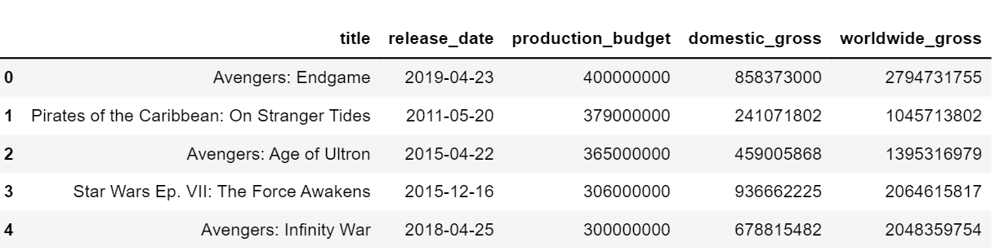 title release_date production_budget domestic_gross worldwide_gross
0 Avengers: Endgame 2019-04-23 400000000 858373000 2794731755
1 Pirates of the Caribbean: On Stranger Tides 2011-05-20 379000000 241071802 1045713802
2 Avengers: Age of Ultron 2015-04-22 365000000 459005868 1395316979
3 Star Wars Ep. VII: The Force Awakens 2015-12-16 306000000 936662225 2064615817
4 Avengers: Infinity War 2018-04-25 300000000 678815482 2048359754